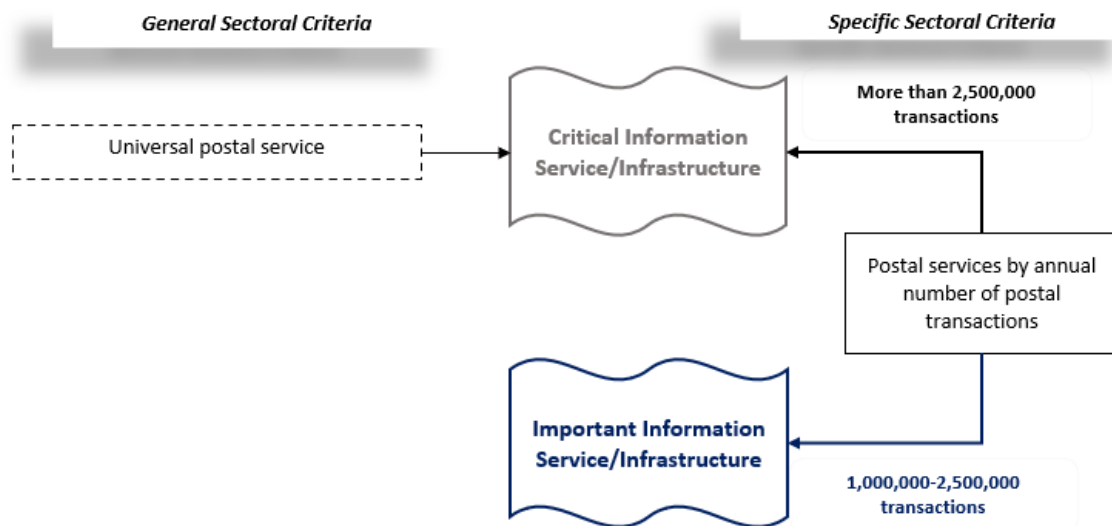 General Sectoral Criteria
Specific Sectoral Criteria
More than 2,500,000
transactions
Universal postal service
Critical Information
Service/Infrastructure
Postal services by annual
number of postal
transactions
Important Information
Service/Infrastructure
1,000,000-2,500,000
transactions